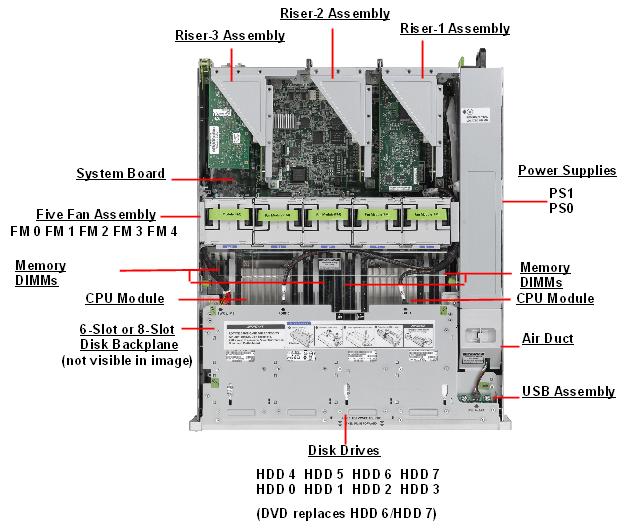 Riser-2 Assembly
Riser-3 Assembly
Riser-1 Assembly
System Board
Power Supplies
PS1
PS0
Five Fan Assembly
FM 0 FM 1 FM 2 FM 3 FM 4
Memory
DIMMs
Memory
DIMMs
CPU Module
CPU Module
6-Slot or 8-Slot
Disk Backplane
(not visible in image)
Air Duct
USB Assembly
Disk Drives
HDD 4 HDD 5 HDD 6 HDD 7
HDD 0 HDD 1 HDD 2 HDD 3
(DVD replaces HDD 6/HDD 7)